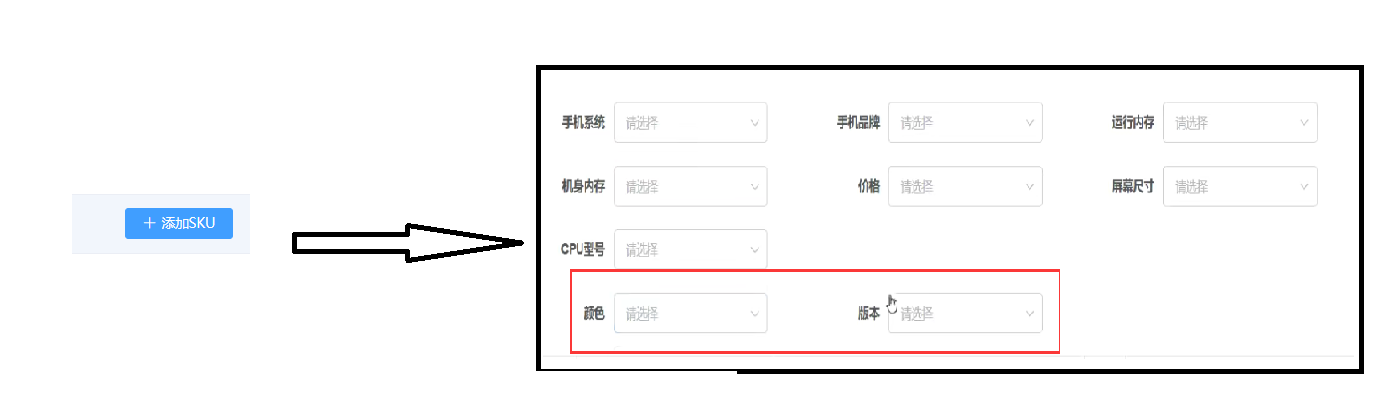 + 添加SKU
手机系统 请选择 手机品牌 请选择 运行内存 请选择
机身内存 请选择 价格 请选择 屏幕尺寸 请选择
CPU型号 请选择
颜色 请选择 版本 请选择